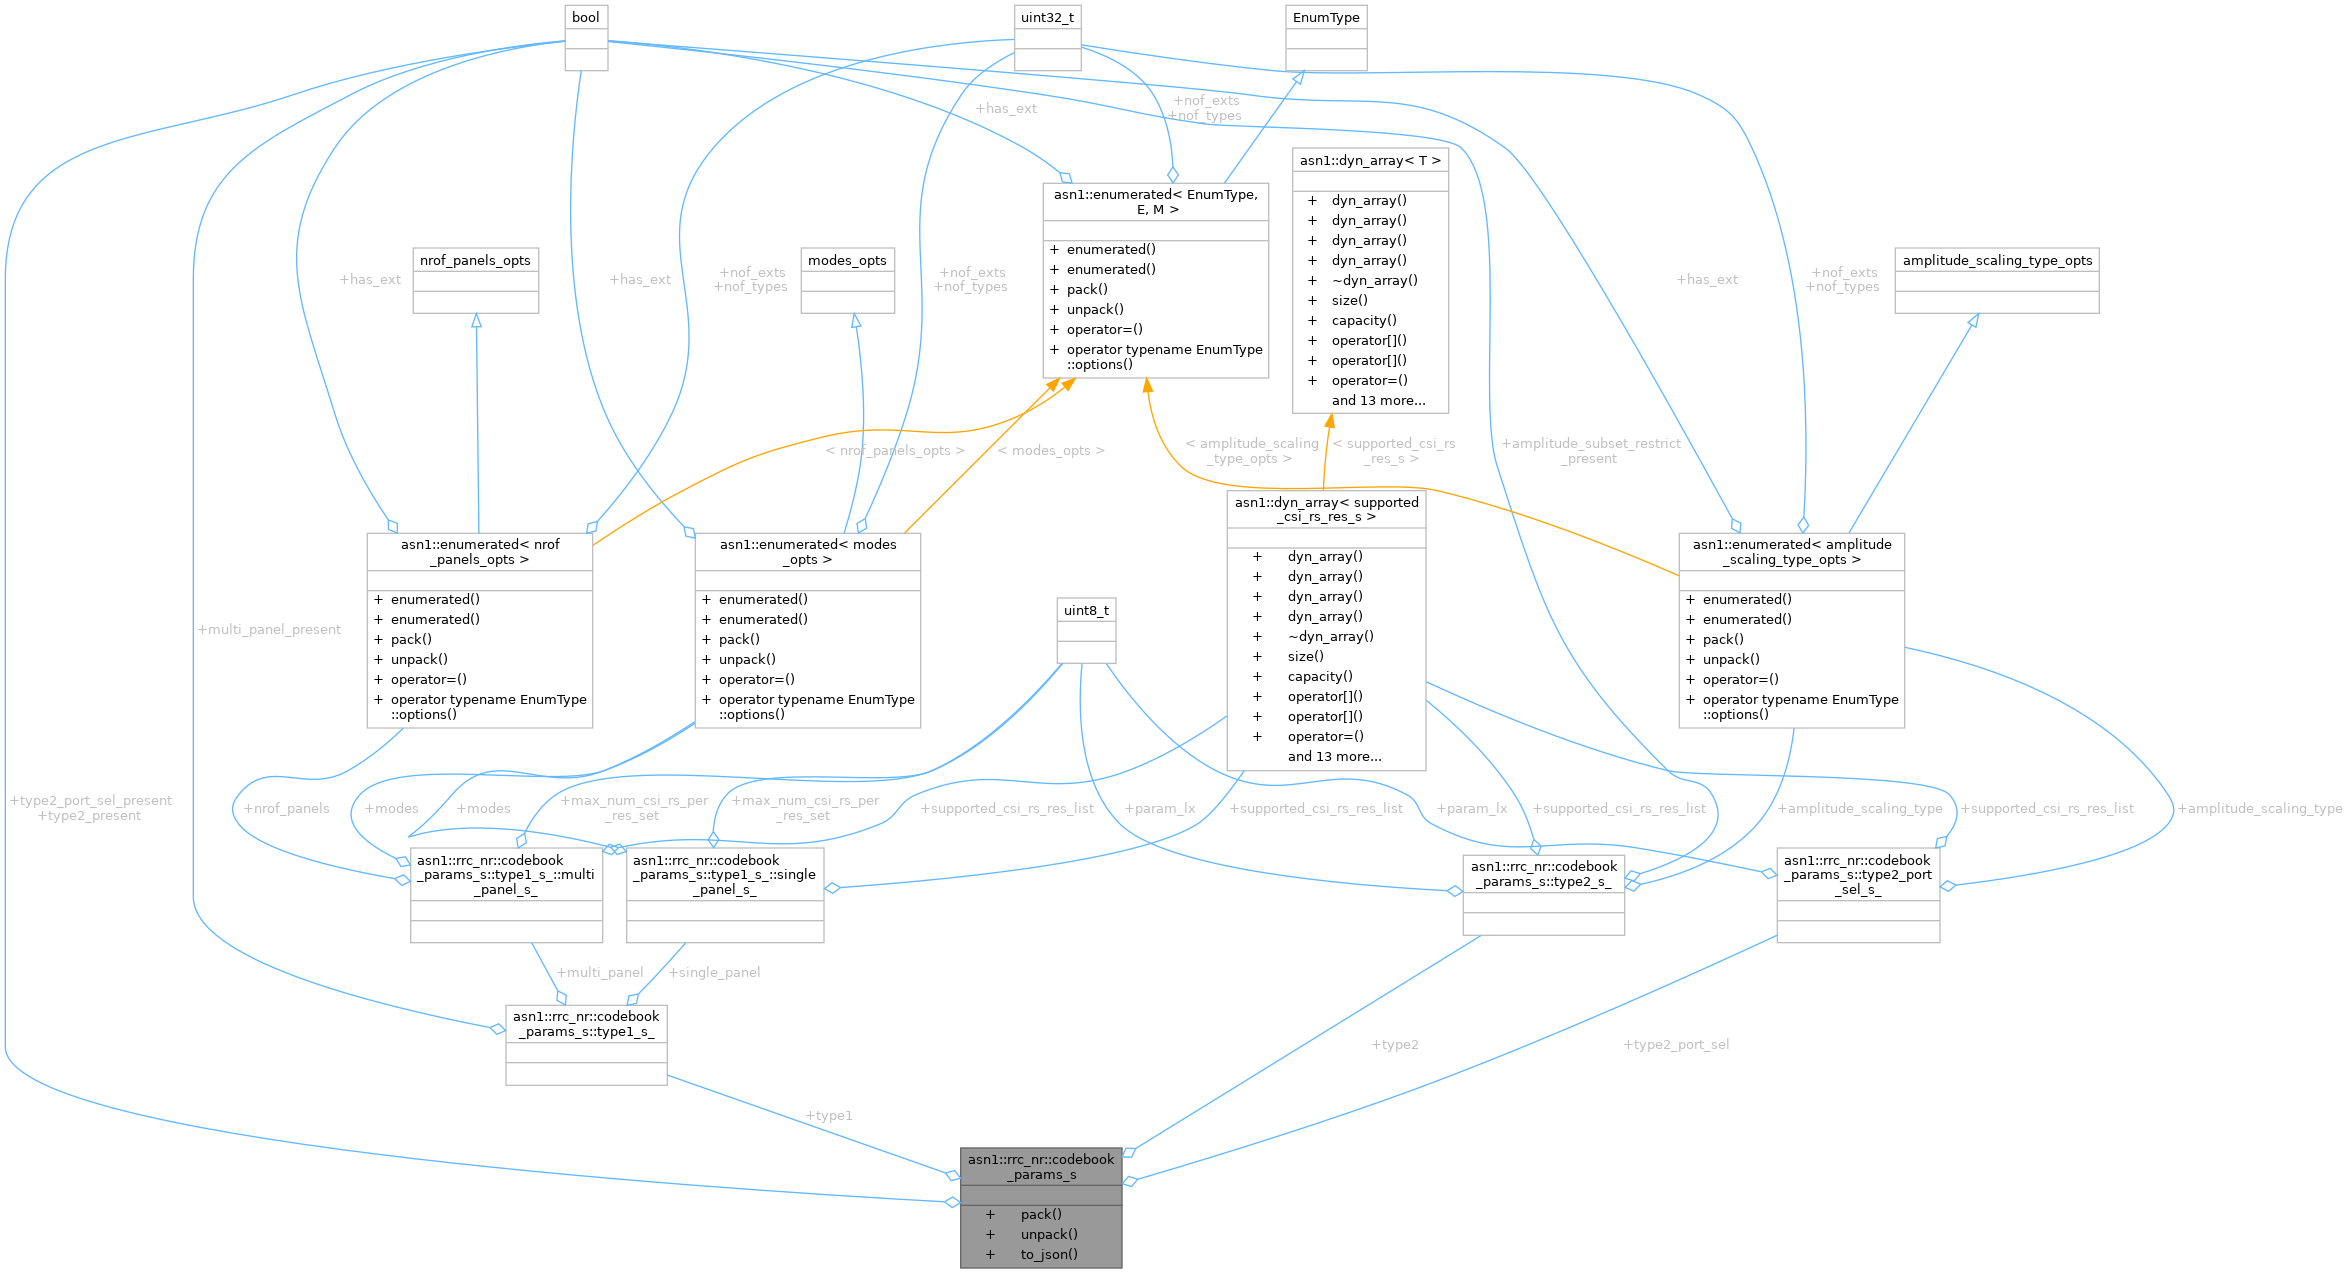 bool
uint32_t
EnumType
+has_ext
+nof_exts
+nof_types
asn1::dyn_array< T >
+ dyn_array()
+ dyn_array()
+ dyn_array()
+ dyn_array()
+ ~dyn_array()
+ size()
+ capacity()
+ operator[]()
+ operator[]()
+ operator=()
and 13 more...
asn1::enumerated< EnumType,
E, M >
+ enumerated()
+ enumerated()
+ pack()
+ unpack()
+ operator=()
+ operator typename EnumType
::options()
nrof_panels_opts
modes_opts
amplitude_scaling_type_opts
+has_ext
+has_ext
+nof_exts
+nof_types
+nof_exts
+nof_types
+has_ext
+nof_exts
+nof_types
< nrof_panels_opts >
< modes_opts >
< amplitude_scaling
_type_opts >
< supported_csi_rs
_res_s >
+amplitude_subset_restrict
_present
asn1::enumerated< nrof
_panels_opts >
+ enumerated()
+ enumerated()
+ pack()
+ unpack()
+ operator=()
+ operator typename EnumType
::options()
asn1::enumerated< modes
_opts >
+ enumerated()
+ enumerated()
+ pack()
+ unpack()
+ operator=()
+ operator typename EnumType
::options()
uint8_t
asn1::dyn_array< supported
_csi_rs_res_s >
+ dyn_array()
+ dyn_array()
+ dyn_array()
+ dyn_array()
+ ~dyn_array()
+ size()
+ capacity()
+ operator[]()
+ operator[]()
+ operator=()
and 13 more...
asn1::enumerated< amplitude
_scaling_type_opts >
+ enumerated()
+ enumerated()
+ pack()
+ unpack()
+ operator=()
+ operator typename EnumType
::options()
+multi_panel_present
+type2_port_sel_present
+type2_present
+nrof_panels
+modes
+modes
+max_num_csi_rs_per
_res_set
+max_num_csi_rs_per
_res_set
+supported_csi_rs_res_list
+param_lx
+supported_csi_rs_res_list
+param_lx
+supported_csi_rs_res_list
+amplitude_scaling_type
+supported_csi_rs_res_list
+amplitude_scaling_type
asn1::rrc_nr::codebook
_params_s::type1_s_::multi
_panel_s_
asn1::rrc_nr::codebook
_params_s::type1_s_::single
_panel_s_
asn1::rrc_nr::codebook
_params_s::type2_s_
asn1::rrc_nr::codebook
_params_s::type2_port
_sel_s_
+multi_panel
+single_panel
asn1::rrc_nr::codebook
_params_s::type1_s_
+type2
+type2_port_sel
+type1
asn1::rrc_nr::codebook
_params_s
+ pack()
+ unpack()
+ to_json()